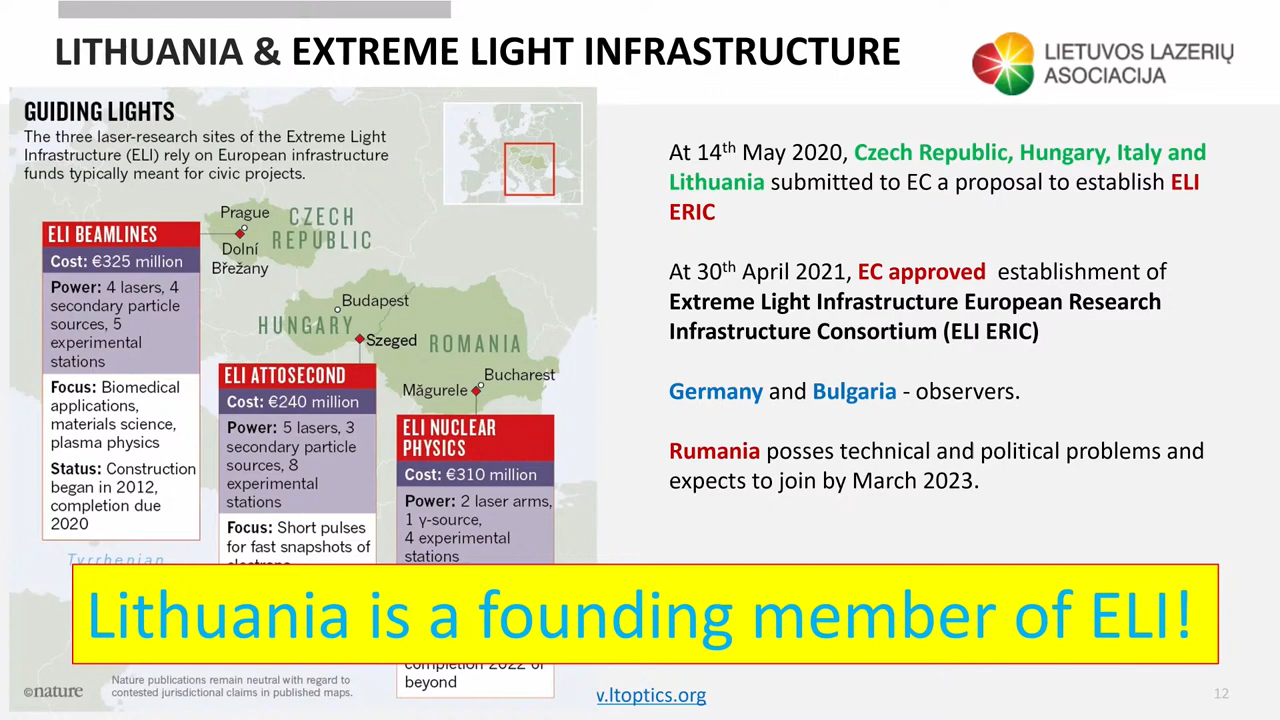 LITHUANIA & EXTREME LIGHT INFRASTRUCTURE
LIETUVOS LAZERIŲ
ASOCIACIJA
GUIDING LIGHTS
The three laser-research sites of the Extreme Light
Infrastructure (ELI) rely on European infrastructure
funds typically meant for civic projects.
Prague
CZECH
REPUBLIC
Dolní
Břežany
ELI BEAMLINES
Cost: €325 million
Power: 4 lasers, 4
secondary particle
sources, 5
experimental
stations
Focus: Biomedical
applications,
materials science,
plasma physics
Status: Construction
began in 2012,
completion due
2020
Budapest
HUNGARY
Szeged
ROMANIA
Bucharest
Măgurele
ELI ATTOSECOND
Cost: €240 million
Power: 5 lasers, 3
secondary particle
sources, 8
experimental
stations
Focus: Short pulses
for fast snapshots of
ELI NUCLEAR
PHYSICS
Cost: €310 million
Power: 2 laser arms,
1 γ-source,
4 experimental
stations
completion 2022 or
beyond
Tyrrhenian
©nature
Nature publications remain neutral with regard to
contested jurisdictional claims in published maps.
At 14th May 2020, Czech Republic, Hungary, Italy and
Lithuania submitted to EC a proposal to establish ELI
ERIC
At 30th April 2021, EC approved establishment of
Extreme Light Infrastructure European Research
Infrastructure Consortium (ELI ERIC)
Germany and Bulgaria - observers.
Rumania posses technical and political problems and
expects to join by March 2023.
Lithuania is a founding member of ELI!
v.ltoptics.org
12